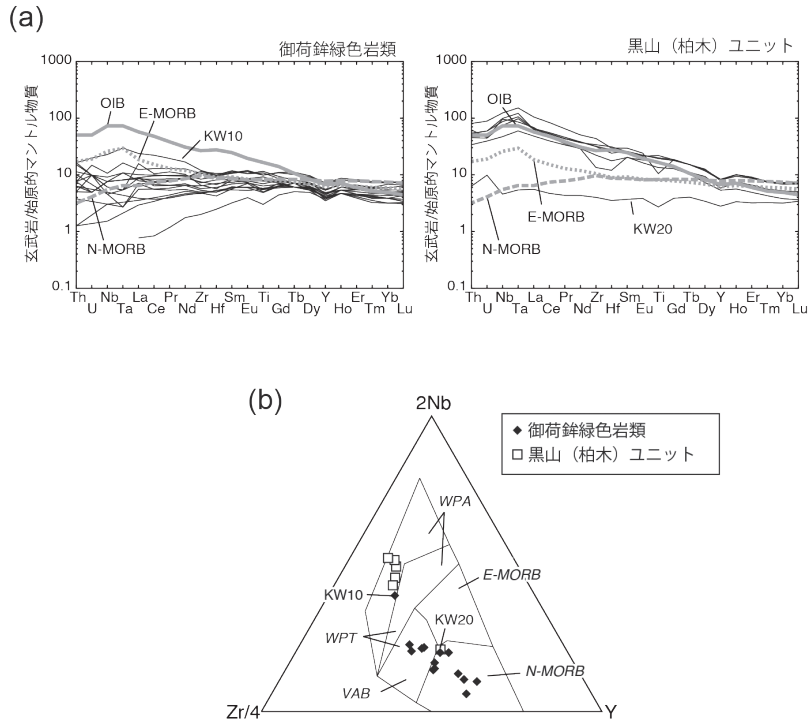 (a)
御荷鉾緑色岩類
1000
100
10
1
0.1
玄武岩/始原的マントル物質
OIB
E-MORB
KW10
N-MORB
Th Nb La Pr Zr Sm Ti Tb Y Er Yb
U Ta Ce Nd Hf Eu Gd Dy Ho Tm Lu
黒山（柏木）ユニット
1000
100
10
1
0.1
玄武岩/始原的マントル物質
OIB
E-MORB
N-MORB
KW20
Th Nb La Pr Zr Sm Ti Tb Y Er Yb
U Ta Ce Nd Hf Eu Gd Dy Ho Tm Lu
(b)
2Nb
御荷鉾緑色岩類
黒山（柏木）ユニット
WPA
E-MORB
KW10
KW20
WPT
N-MORB
VAB
Zr/4
Y